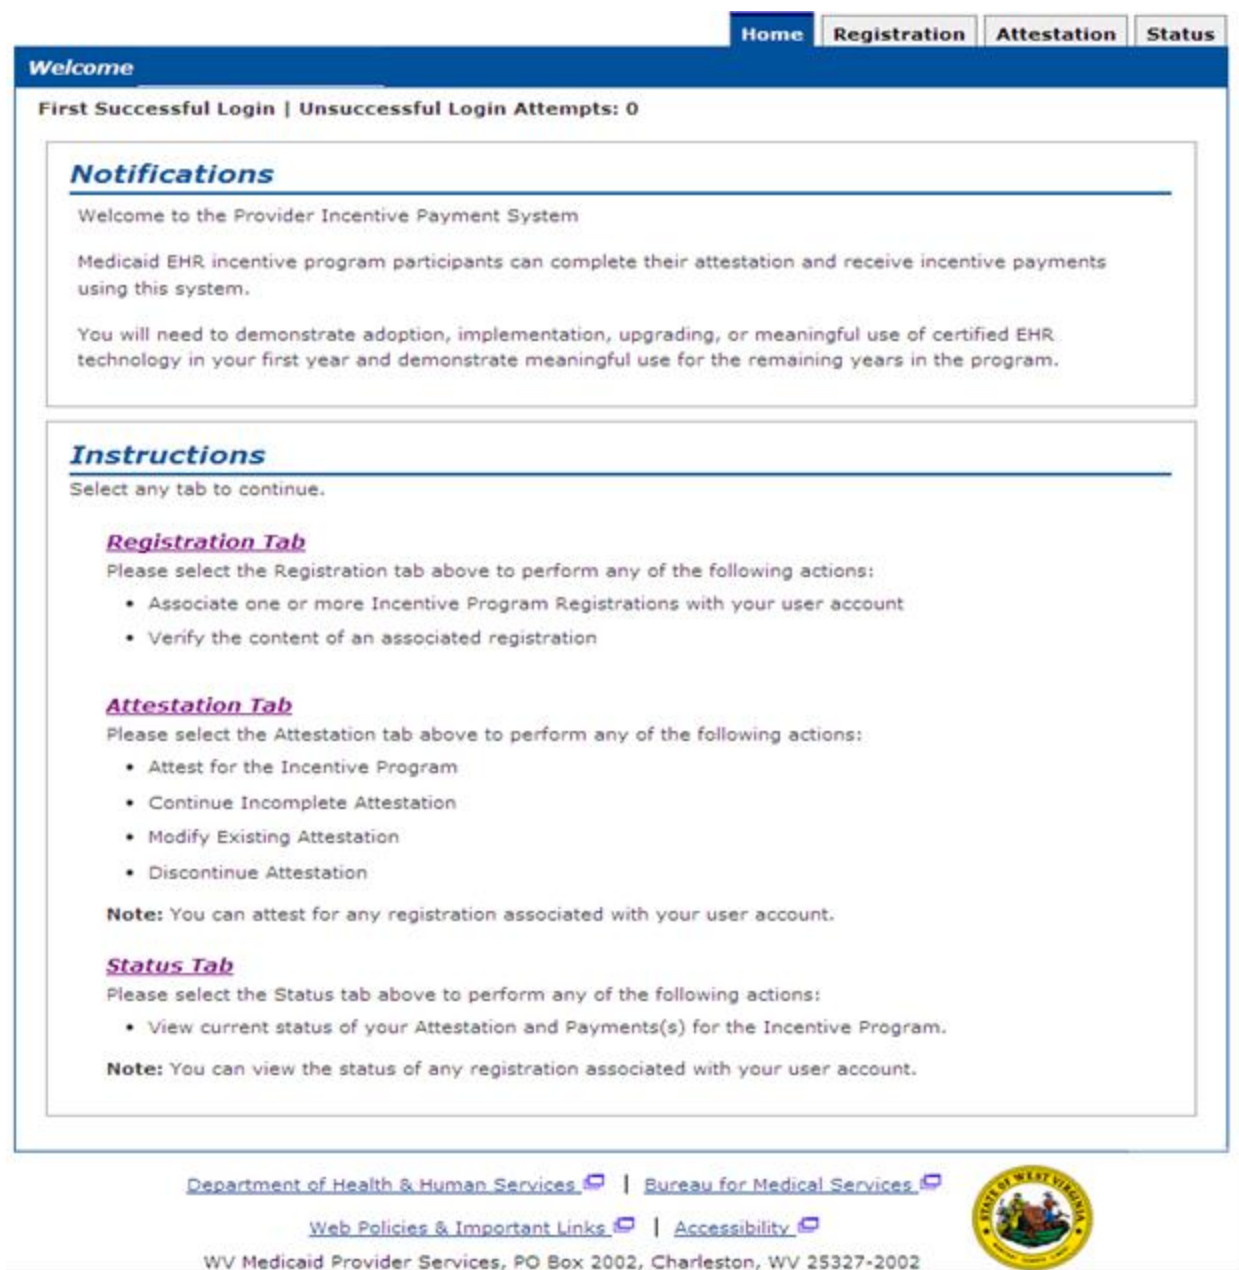 Home Registration Attestation Status
Welcome
First Successful Login | Unsuccessful Login Attempts: 0
Notifications
Welcome to the Provider Incentive Payment System
Medicaid EHR incentive program participants can complete their attestation and receive incentive payments
using this system.
You will need to demonstrate adoption, implementation, upgrading, or meaningful use of certified EHR
technology in your first year and demonstrate meaningful use for the remaining years in the program.
Instructions
Select any tab to continue.
Registration Tab
Please select the Registration tab above to perform any of the following actions:
• Associate one or more Incentive Program Registrations with your user account
• Verify the content of an associated registration
Attestation Tab
Please select the Attestation tab above to perform any of the following actions:
• Attest for the Incentive Program
• Continue Incomplete Attestation
• Modify Existing Attestation
• Discontinue Attestation
Note: You can attest for any registration associated with your user account.
Status Tab
Please select the Status tab above to perform any of the following actions:
• View current status of your Attestation and Payments(s) for the Incentive Program.
Note: You can view the status of any registration associated with your user account.
Department of Health & Human Services | Bureau for Medical Services
Web Policies & Important Links | Accessibility
WV Medicaid Provider Services, PO Box 2002, Charleston, WV 25327-2002
STATE OF WEST VIRGINIA